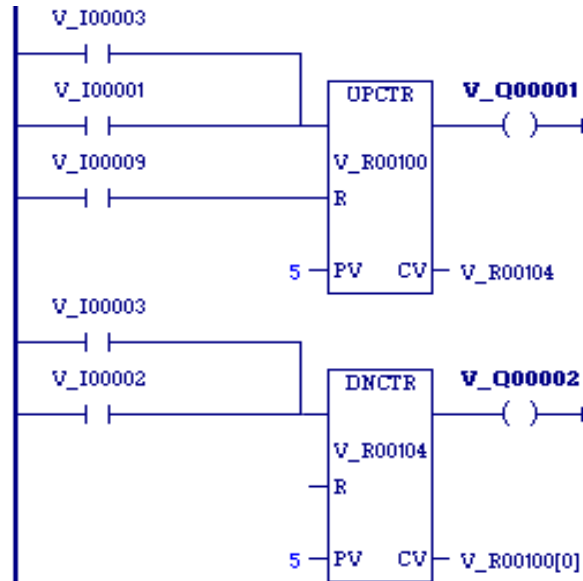 V_I00003
V_I00001
UPCTR
V_Q00001
V_I00009
V_R00100
R
5
PV
CV
V_R00104
V_I00003
V_I00002
DNCTR
V_Q00002
V_R00104
R
5
PV
CV
V_R00100[0]